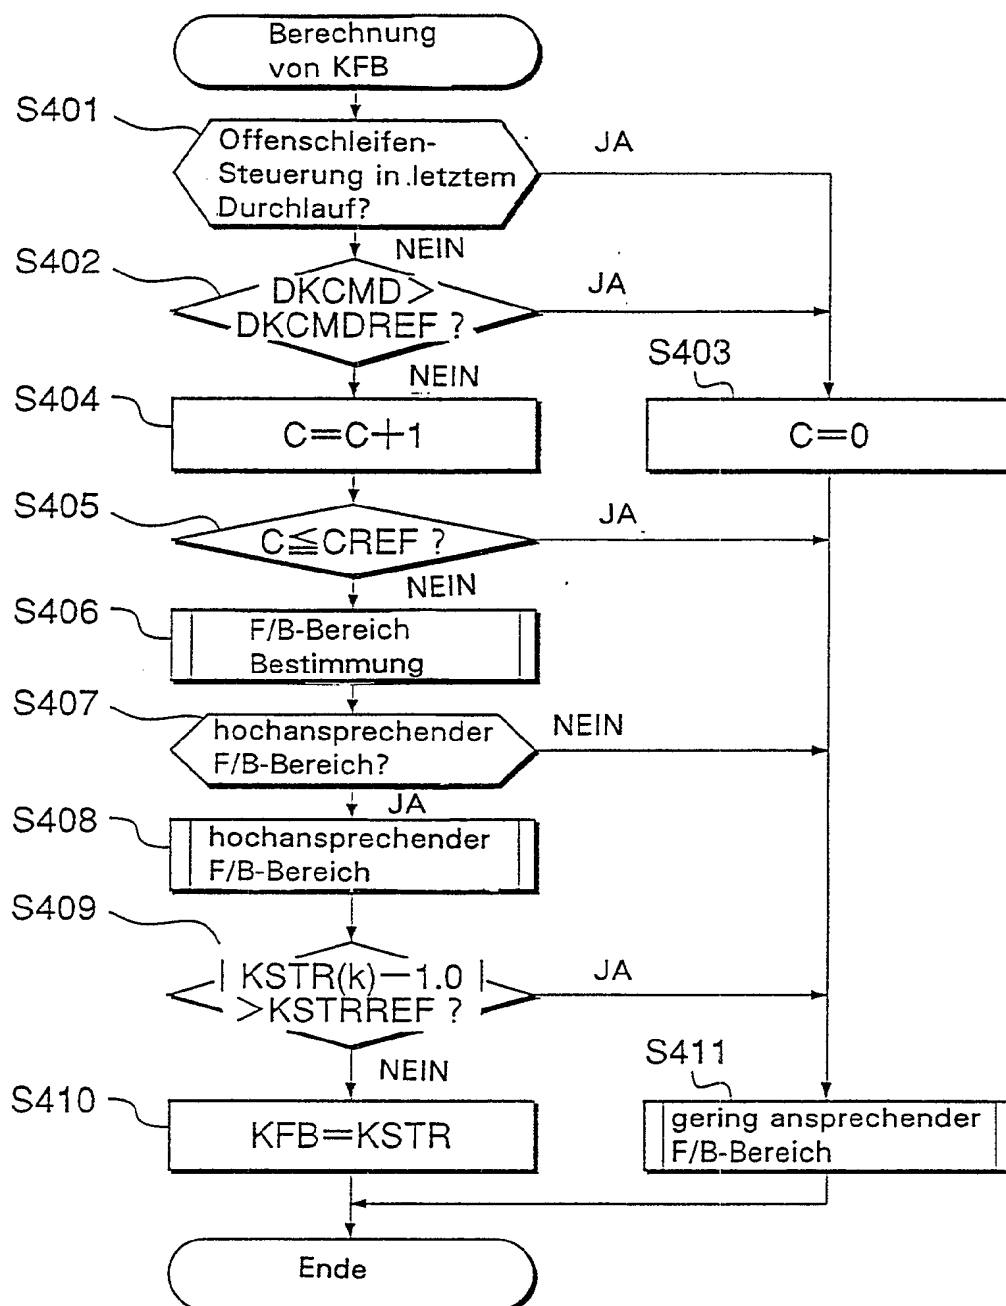 Berechnung
von KFB
S401
Offenschleifen-
Steuerung in letztem
Durchlauf?
JA
NEIN
S402
DKCMD>
DKCMDREF ?
JA
NEIN
S403
C=0
S404
C=C+1
S405
C≦CREF ?
JA
NEIN
S406
F/B-Bereich
Bestimmung
S407
hochansprechender
F/B-Bereich?
NEIN
JA
S408
hochansprechender
F/B-Bereich
S409
| KSTR(k)-1.0 |
>KSTRREF ?
JA
NEIN
S410
KFB=KSTR
S411
gering ansprechender
F/B-Bereich
Ende